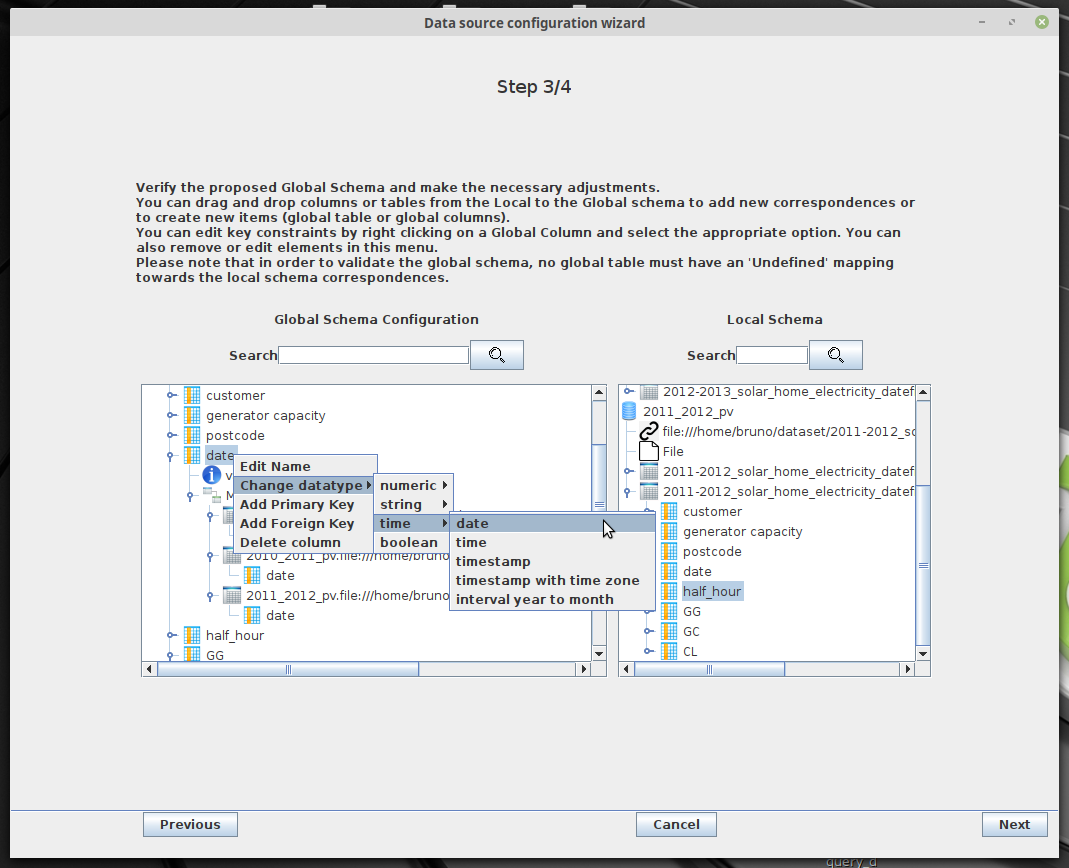 Data source configuration wizard
Step 3/4
Verify the proposed Global Schema and make the necessary adjustments.
You can drag and drop columns or tables from the Local to the Global schema to add new correspondences or
to create new items (global table or global columns).
You can edit key constraints by right clicking on a Global Column and select the appropriate option. You can
also remove or edit elements in this menu.
Please note that in order to validate the global schema, no global table must have an 'Undefined' mapping
towards the local schema correspondences.
Global Schema Configuration
Search
customer
generator capacity
postcode
date
v
M
2010_2011_pv.file:///home/bruno
date
2011_2012_pv.file:///home/bruno
date
half_hour
GG
Edit Name
Change datatype
Add Primary Key
Add Foreign Key
Delete column
numeric
string
time
boolean
date
time
timestamp
timestamp with time zone
interval year to month
Local Schema
Search
2012-2013_solar_home_electricity_datef
2011_2012_pv
file:///home/bruno/dataset/2011-2012_so
File
2011-2012_solar_home_electricity_datef
2011-2012_solar_home_electricity_datef
customer
generator capacity
postcode
date
half_hour
GG
GC
CL
Previous
Cancel
Next
query_d